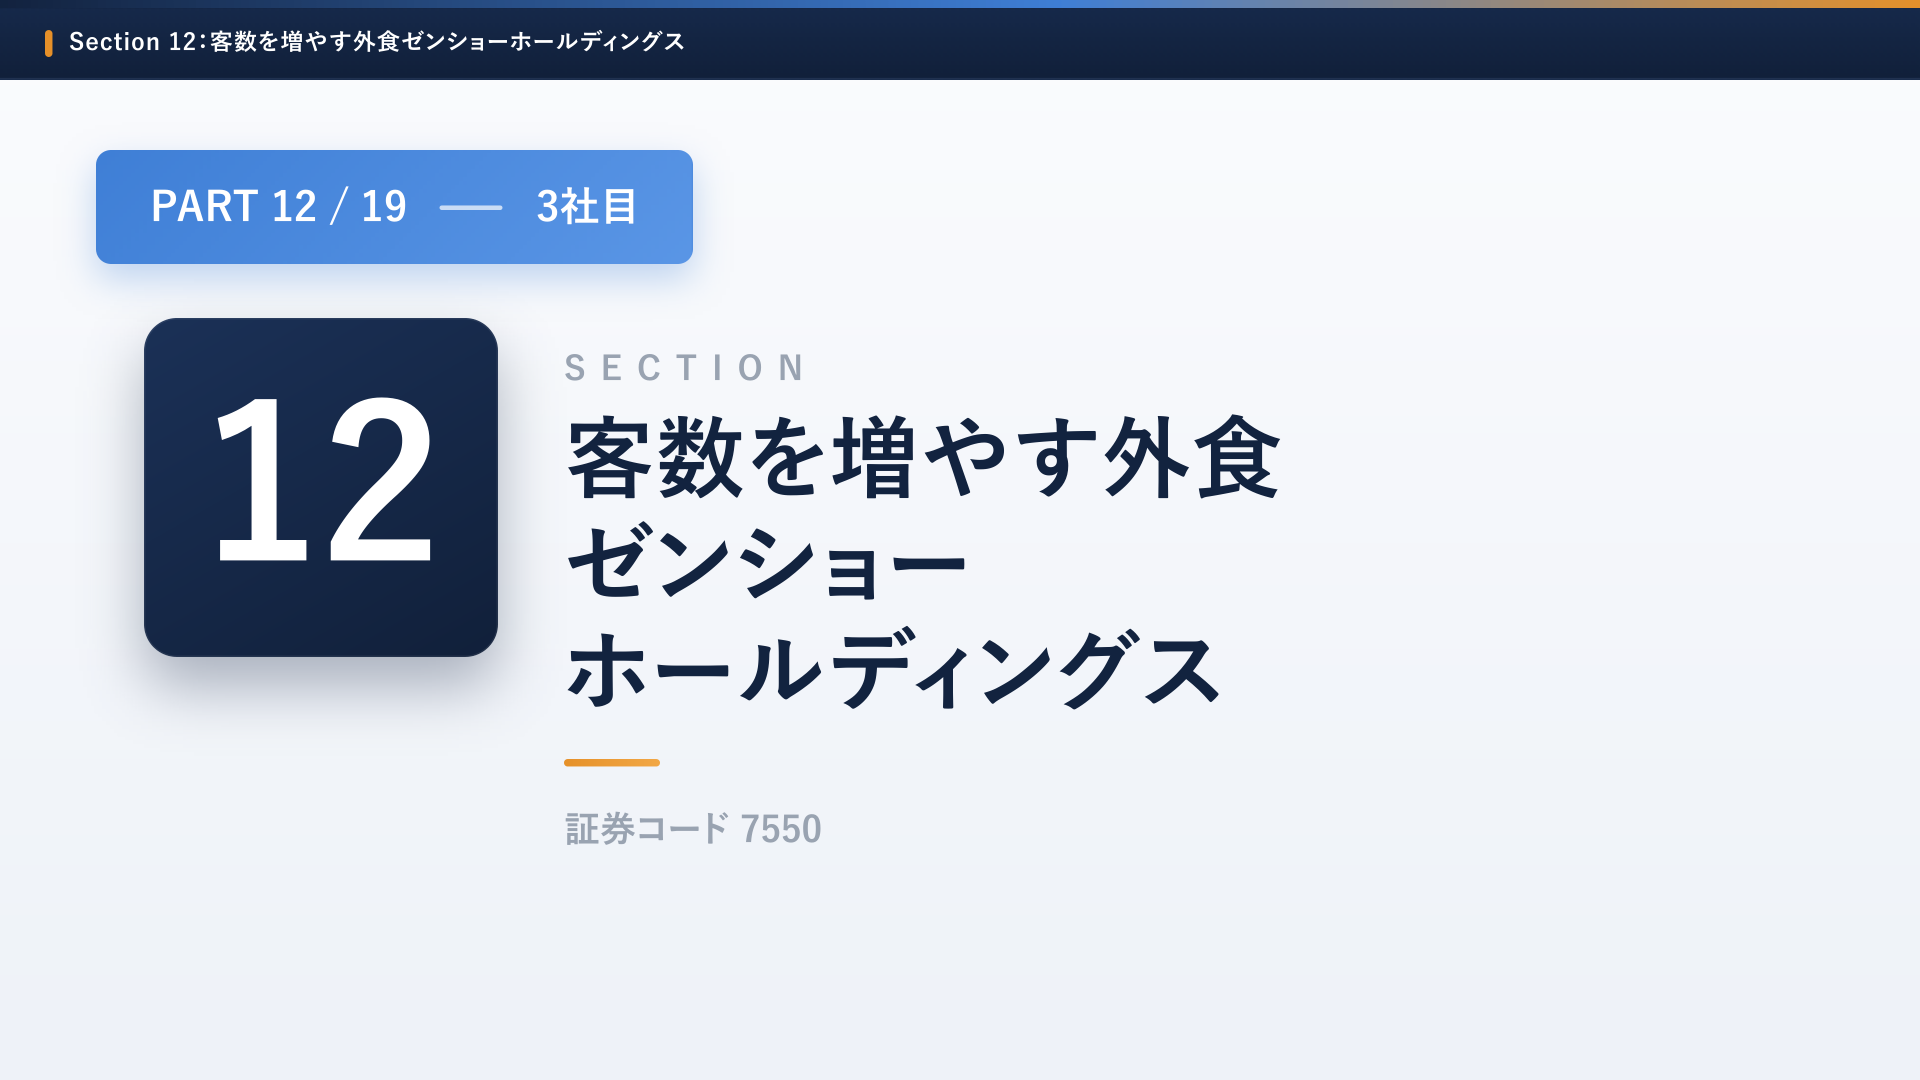 Section 12：客数を増やす外食ゼンショーホールディングス
PART 12 / 19 — 3社目
12
SECTION
客数を増やす外食
ゼンショー
ホールディングス
証券コード 7550